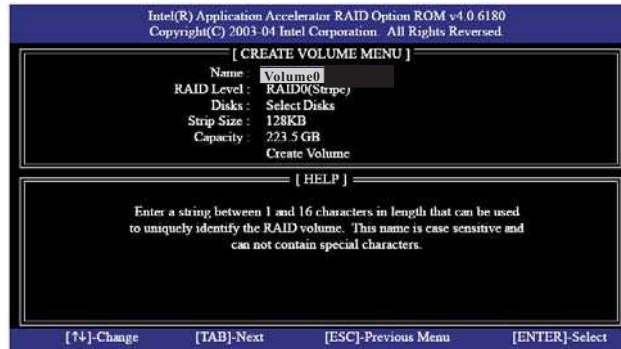 Intel(R) Application Accelerator RAID Option ROM v4.0 6180
Copyright(C) 2003-04 Intel Corporation. All Rights Reversed.
[ CREATE VOLUME MENU ]
Name : Volume0
RAID Level : RAID0(Stripe)
Disks : Select Disks
Strip Size : 128KB
Capacity : 223.5 GB
Create Volume
[ HELP ]
Enter a string between 1 and 16 characters in length that can be used
to uniquely identify the RAID volume. This name is case sensitive and
can not contain special characters.
[↑↓]-Change [TAB]-Next [ESC]-Previous Menu [ENTER]-Select